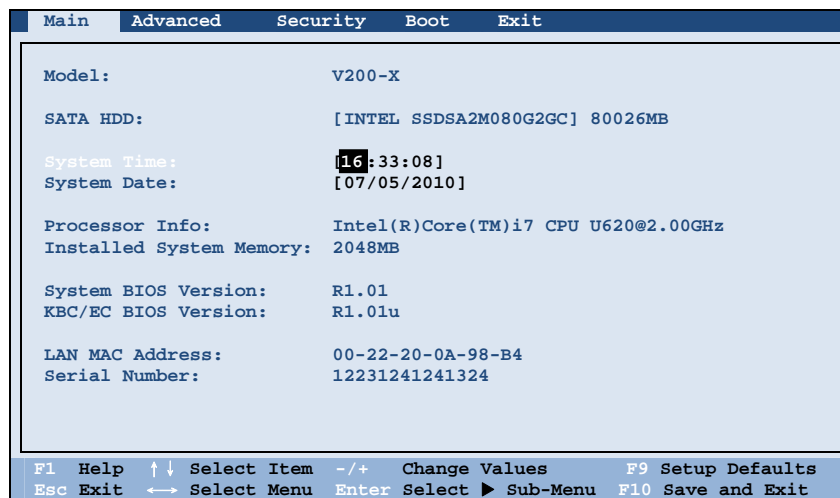 Main Advanced Security Boot Exit
Model: V200-X
SATA HDD: [INTEL SSDSA2M080G2GC] 80026MB
System Time: [16:33:08]
System Date: [07/05/2010]
Processor Info: Intel(R)Core(TM)i7 CPU U620@2.00GHz
Installed System Memory: 2048MB
System BIOS Version: R1.01
KBC/EC BIOS Version: R1.01u
LAN MAC Address: 00-22-20-0A-98-B4
Serial Number: 12231241241324
F1 Help ↑↓ Select Item -/+ Change Values F9 Setup Defaults
Esc Exit ←→ Select Menu Enter Select ▶ Sub-Menu F10 Save and Exit